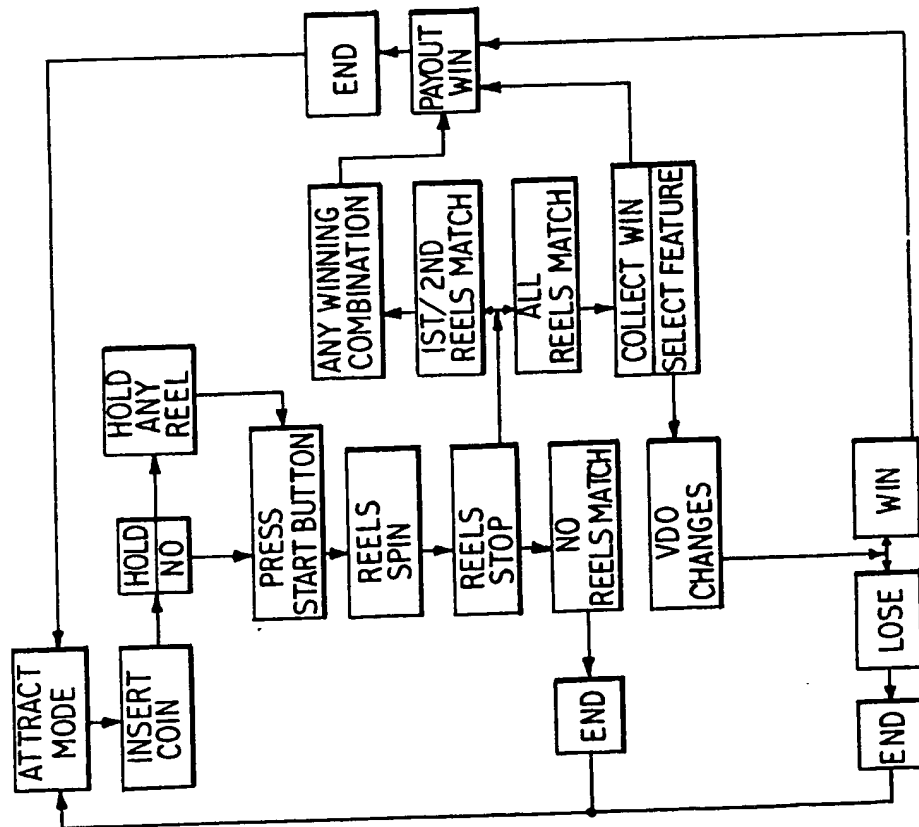 ATTRACT
MODE
INSERT
COIN
HOLD
NO
HOLD
ANY
REEL
PRESS
START BUTTON
REELS
SPIN
REELS
STOP
NO
REELS MATCH
END
ANY WINNING
COMBINATION
1ST/2ND
REELS MATCH
ALL
REELS MATCH
COLLECT WIN
SELECT FEATURE
PAYOUT
WIN
END
VDO
CHANGES
WIN
LOSE
END